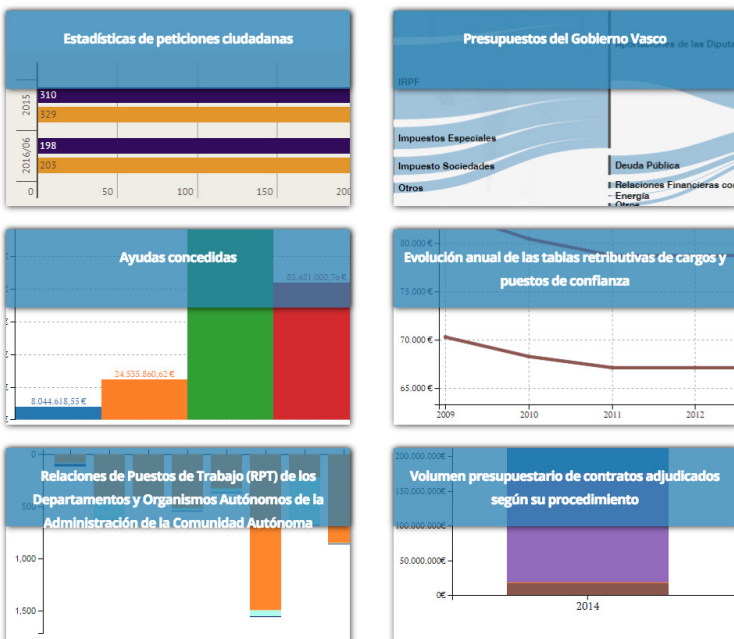 Estadísticas de peticiones ciudadanas
2015
310
329
2016/06
198
203
0 50 100 150 200
Presupuestos del Gobierno Vasco
Aportaciones de las Diputa
IRPF
Impuestos Especiales
Impuesto Sociedades
Otros
Deuda Pública
Relaciones Financieras con
Energía
Otros
Ayudas concedidas
83.451.000,76 €
24.535.860,62 €
8.044.618,55 €
Evolución anual de las tablas retributivas de cargos y
puestos de confianza
80.000 €
75.000 €
70.000 €
65.000 €
2009 2010 2011 2012
Relaciones de Puestos de Trabajo (RPT) de los
Departamentos y Organismos Autónomos de la
Administración de la Comunidad Autónoma
0
500
1,000
1,500
Volumen presupuestario de contratos adjudicados
según su procedimiento
200.000.000€
150.000.000€
100.000.000€
50.000.000€
0€
2014